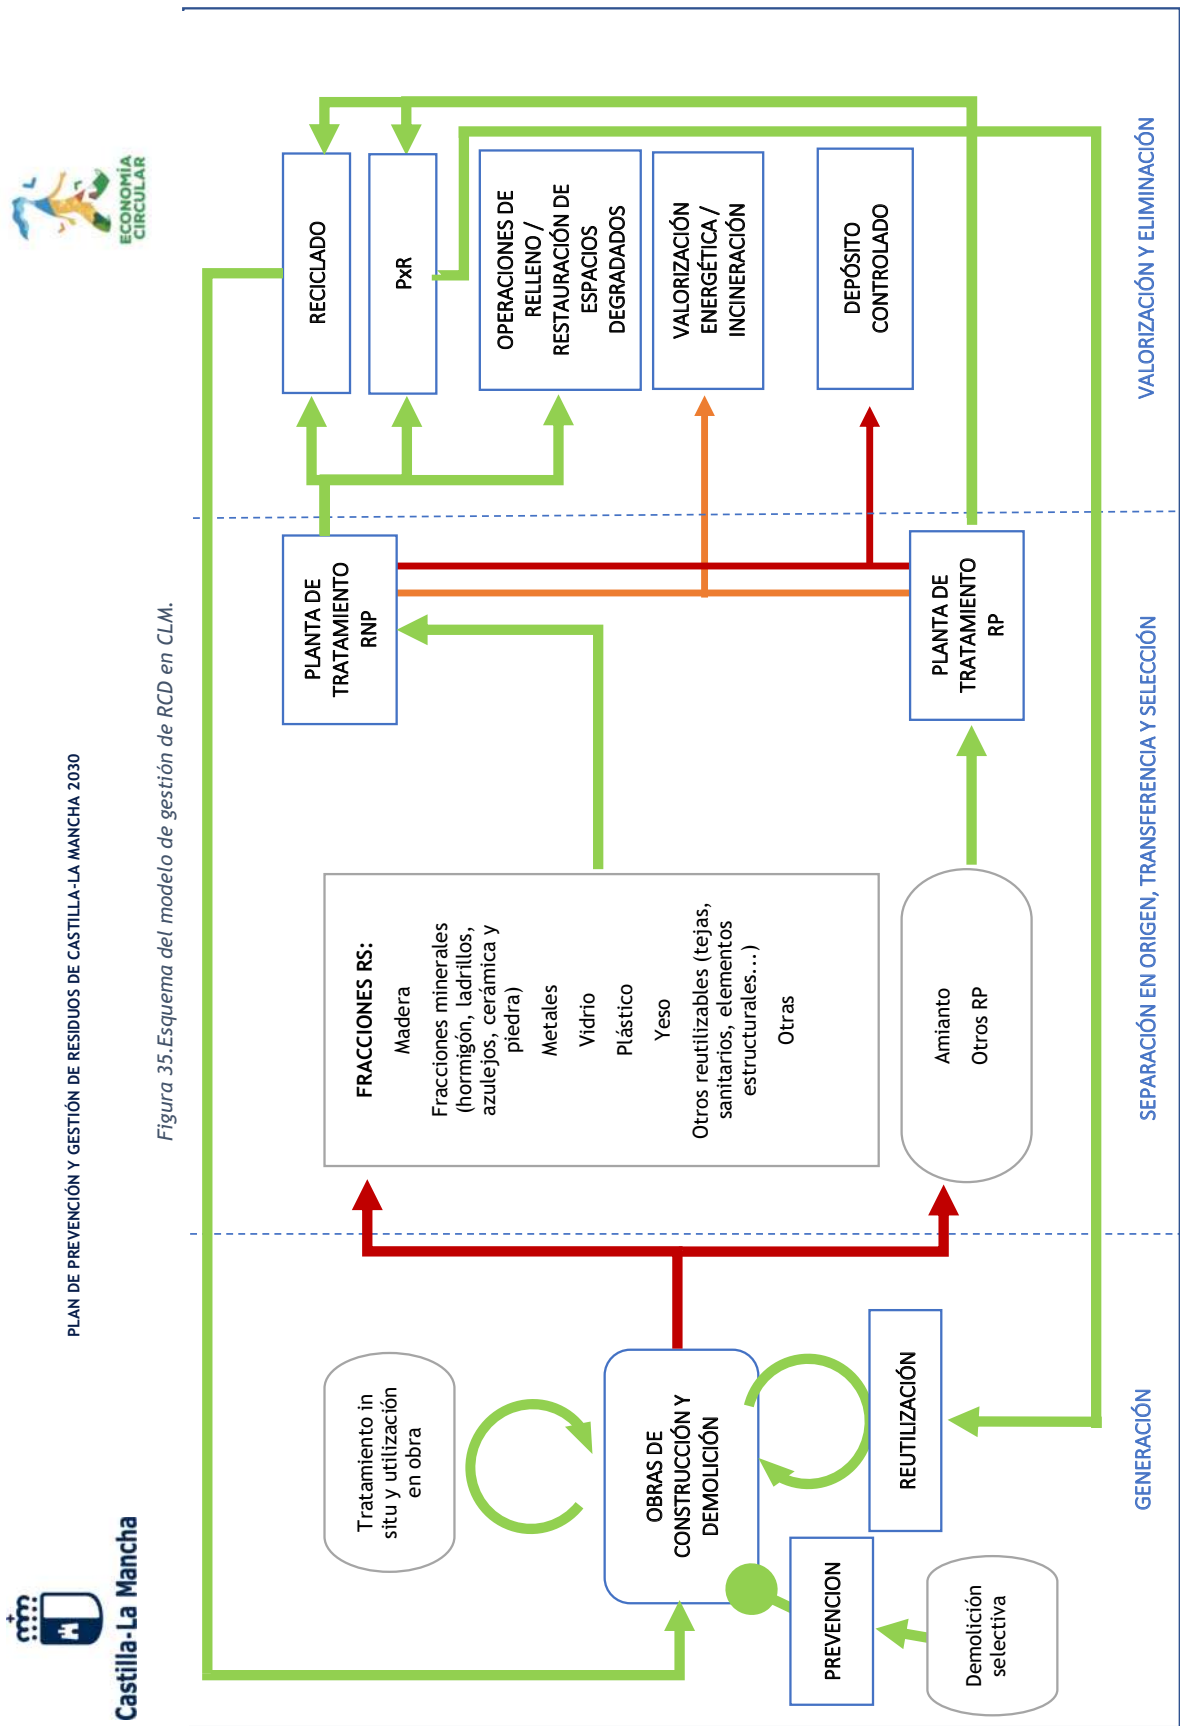 Castilla-La Mancha
PLAN DE PREVENCIÓN Y GESTIÓN DE RESIDUOS DE CASTILLA-LA MANCHA 2030
ECONOMÍA
CIRCULAR
Figura 35.Esquema del modelo de gestión de RCD en CLM.
Tratamiento in
situ y utilización
en obra
OBRAS DE
CONSTRUCCIÓN Y
DEMOLICIÓN
PREVENCION
REUTILIZACIÓN
Demolición
selectiva
GENERACIÓN
FRACCIONES RS:
Madera
Fracciones minerales
(hormigón, ladrillos,
azulejos, cerámica y
piedra)
Metales
Vidrio
Plástico
Yeso
Otros reutilizables (tejas,
sanitarios, elementos
estructurales...)
Otras
Amianto
Otros RP
PLANTA DE
TRATAMIENTO
RNP
PLANTA DE
TRATAMIENTO
RP
SEPARACIÓN EN ORIGEN, TRANSFERENCIA Y SELECCIÓN
RECICLADO
PxR
OPERACIONES DE
RELLENO /
RESTAURACIÓN DE
ESPACIOS
DEGRADADOS
VALORIZACIÓN
ENERGÉTICA /
INCINERACIÓN
DEPÓSITO
CONTROLADO
VALORIZACIÓN Y ELIMINACIÓN